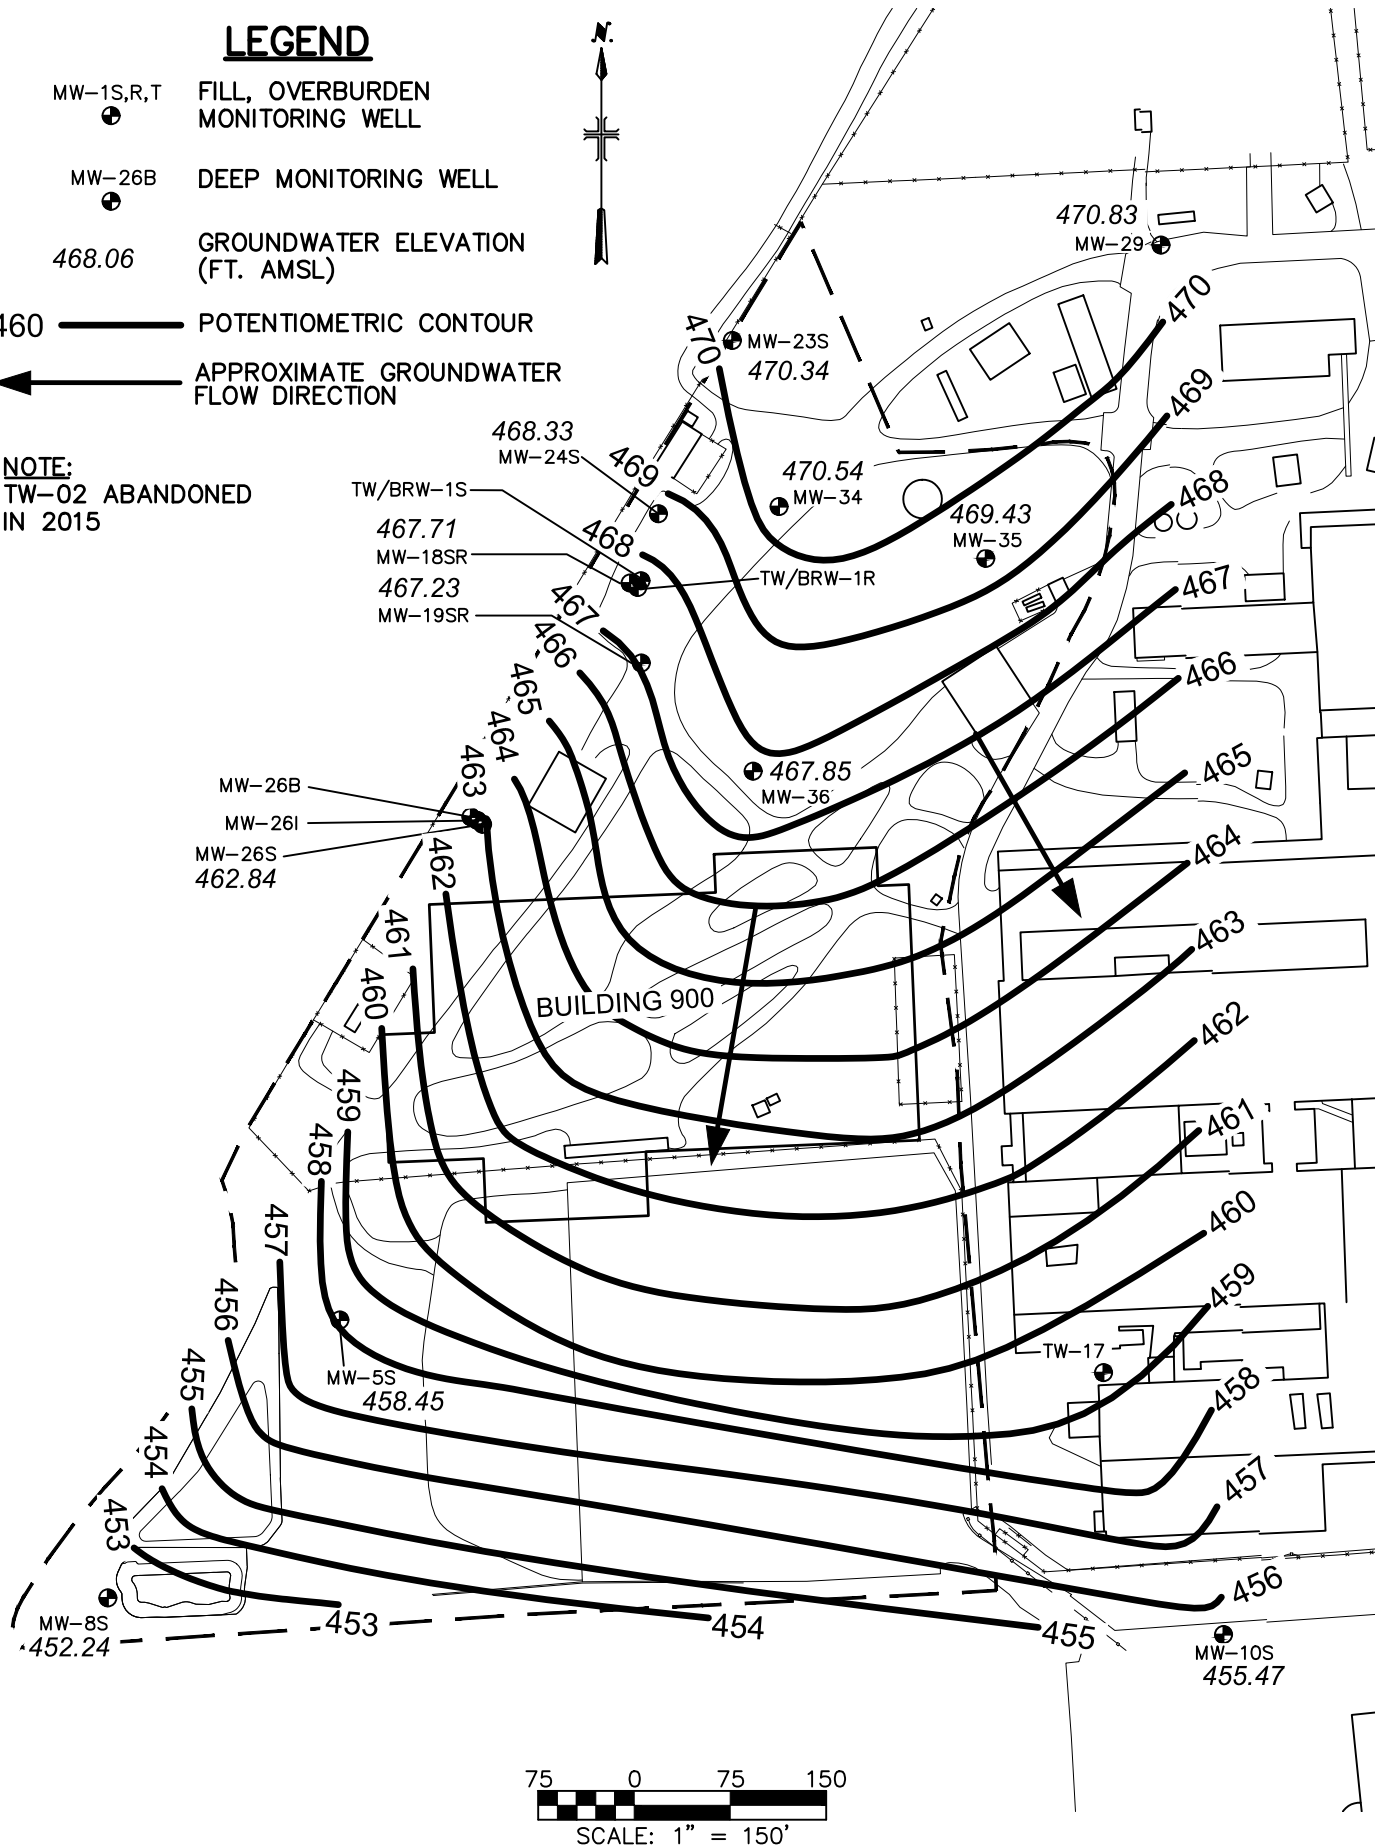 LEGEND
N.
MW-1S,R,T
FILL, OVERBURDEN
MONITORING WELL
MW-26B
DEEP MONITORING WELL
468.06
GROUNDWATER ELEVATION
(FT. AMSL)
460
POTENTIOMETRIC CONTOUR
APPROXIMATE GROUNDWATER
FLOW DIRECTION
NOTE:
TW-02 ABANDONED
IN 2015
470.83
MW-29
470
470
MW-23S
470.34
469
468.33
MW-24S
469
470.54
MW-34
TW/BRW-1S
468
469.43
MW-35
467.71
MW-18SR
468
467.23
MW-19SR
TW/BRW-1R
467
467
466
466
465
464
463
467.85
MW-36
465
MW-26B
MW-26I
MW-26S
462.84
462
464
461
463
460
BUILDING 900
462
459
461
458
460
457
459
456
TW-17
455
MW-5S
458.45
458
454
457
453
456
MW-8S
452.24
453
454
455
MW-10S
455.47
75 0 75 150
SCALE: 1" = 150'